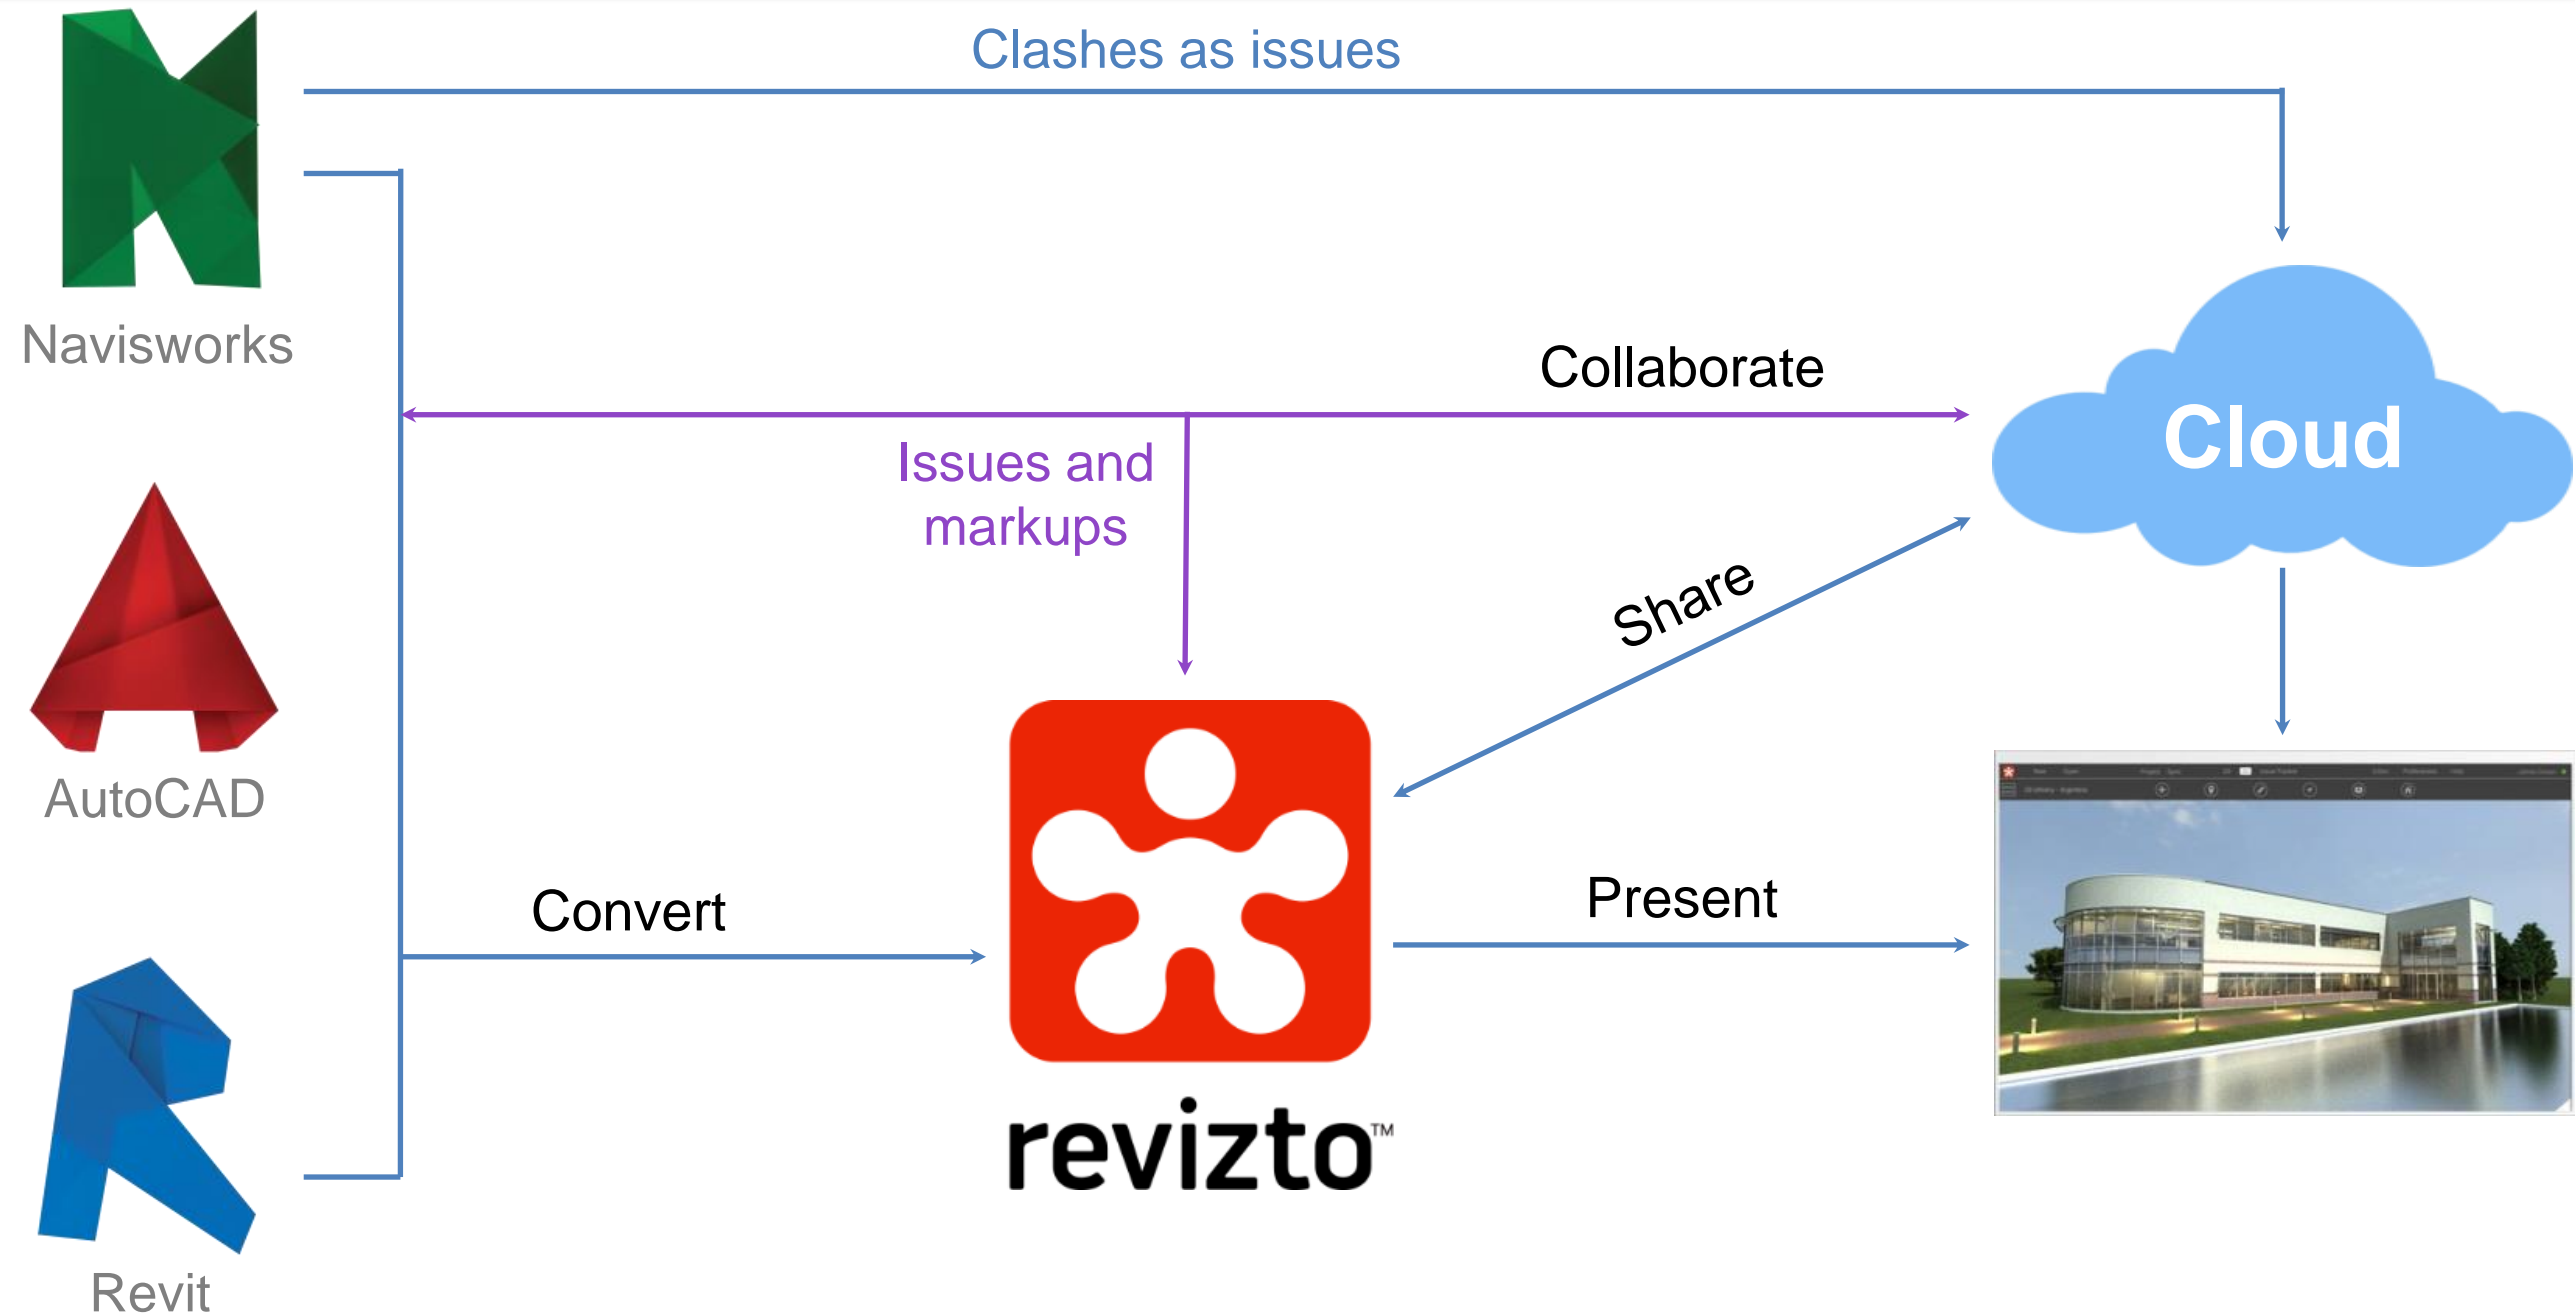 Clashes as issues
Navisworks
Collaborate
Cloud
Issues and
markups
Share
AutoCAD
Convert
Present
revizto™
Revit